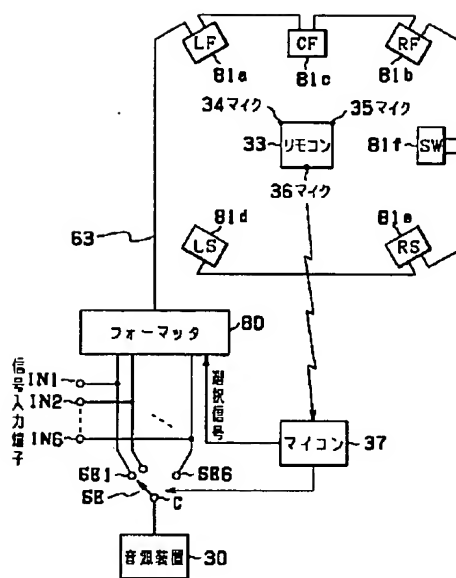 LF
81a
CF
81c
RF
81b
34マイク
35マイク
33
リモコン
36マイク
81f
SW
63
81d
LS
81e
RS
フォーマッタ
80
信号入力端子
IN1
IN2
IN6
選択信号
マイコン
37
681
686
68
C
音源装置
30